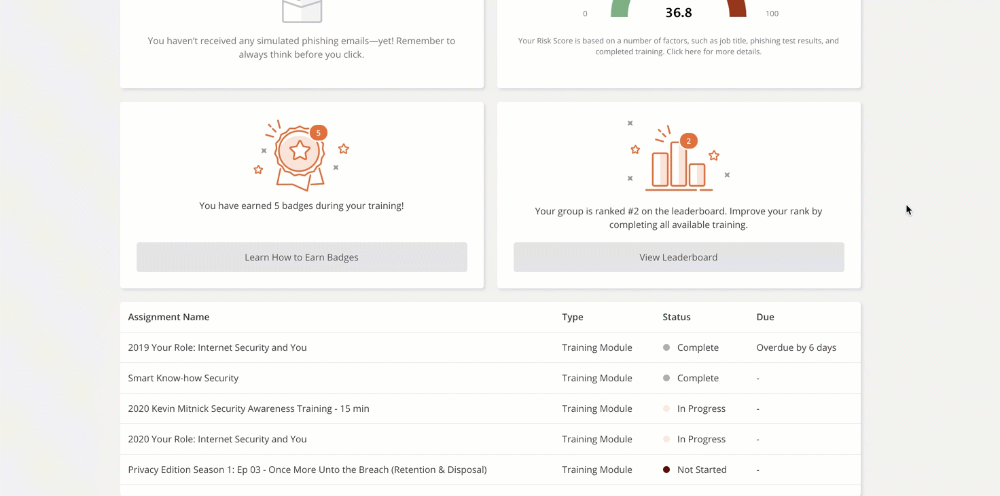 You haven’t received any simulated phishing emails—yet! Remember to
always think before you click.
0
36.8
100
Your Risk Score is based on a number of factors, such as job title, phishing test results, and
completed training. Click here for more details.
5
You have earned 5 badges during your training!
Learn How to Earn Badges
2
Your group is ranked #2 on the leaderboard. Improve your rank by
completing all available training.
View Leaderboard
Assignment Name Type Status Due
2019 Your Role: Internet Security and You Training Module Complete Overdue by 6 days
Smart Know-how Security Training Module Complete -
2020 Kevin Mitnick Security Awareness Training - 15 min Training Module In Progress -
2020 Your Role: Internet Security and You Training Module In Progress -
Privacy Edition Season 1: Ep 03 - Once More Unto the Breach (Retention & Disposal) Training Module Not Started -